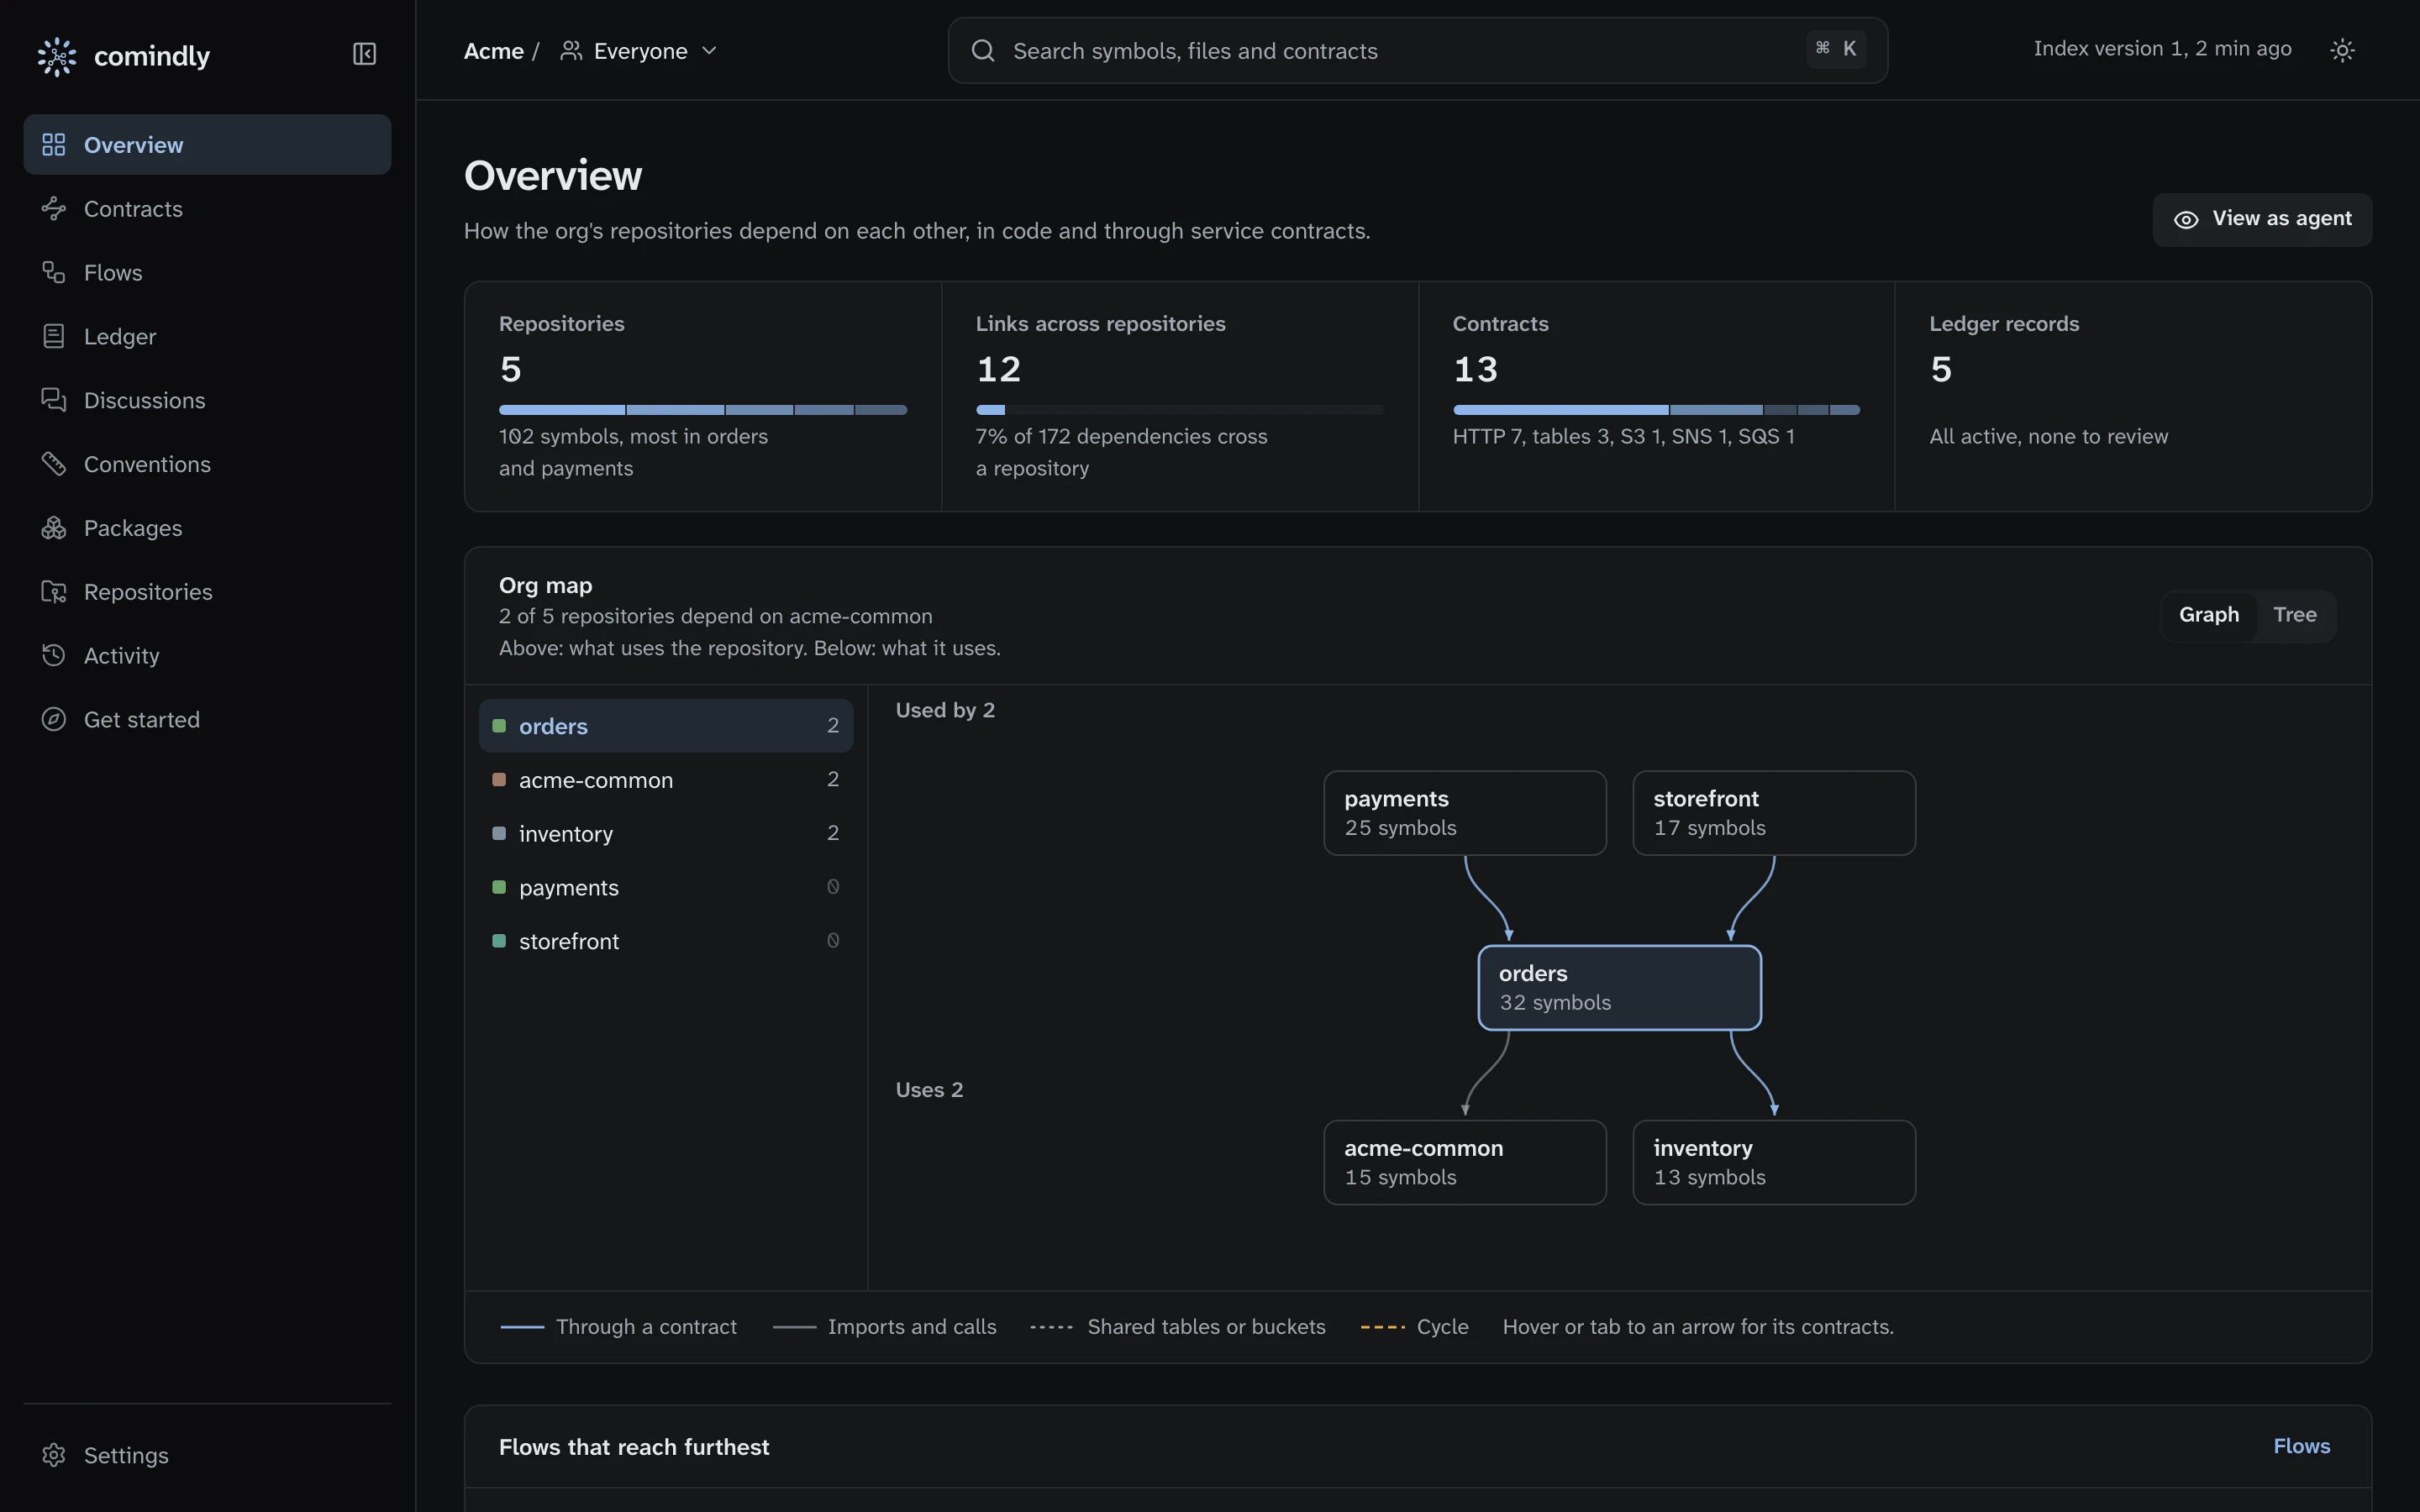 comindly
Overview
Contracts
Flows
Ledger
Discussions
Conventions
Packages
Repositories
Activity
Get started
Settings
Acme / Everyone
Search symbols, files and contracts ⌘ K
Index version 1, 2 min ago
Overview
How the org's repositories depend on each other, in code and through service contracts.
View as agent
Repositories
5
102 symbols, most in orders
and payments
Links across repositories
12
7% of 172 dependencies cross
a repository
Contracts
13
HTTP 7, tables 3, S3 1, SNS 1, SQS 1
Ledger records
5
All active, none to review
Org map
2 of 5 repositories depend on acme-common
Above: what uses the repository. Below: what it uses.
Graph Tree
orders 2
acme-common 2
inventory 2
payments 0
storefront 0
Used by 2
payments
25 symbols
storefront
17 symbols
orders
32 symbols
Uses 2
acme-common
15 symbols
inventory
13 symbols
Through a contract Imports and calls Shared tables or buckets Cycle Hover or tab to an arrow for its contracts.
Flows that reach furthest
Flows